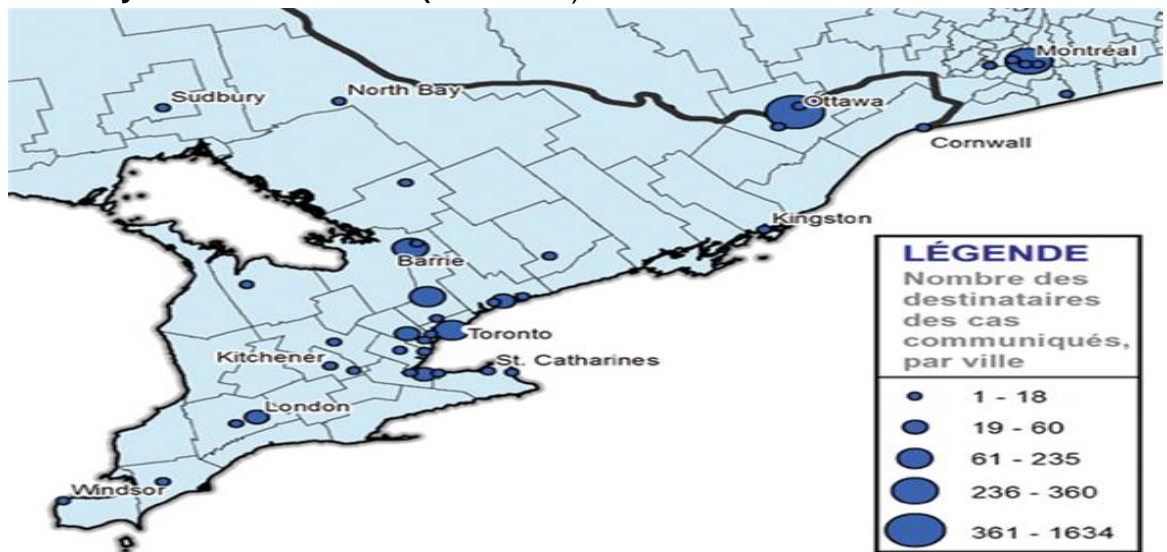 Montréal
Sudbury
North Bay
Ottawa
Cornwall
Kingston
Barrie
Toronto
Kitchener
St. Catharines
London
Windsor
LÉGENDE
Nombre des
destinataires
des cas
communiqués,
par ville
1 - 18
19 - 60
61 - 235
236 - 360
361 - 1634